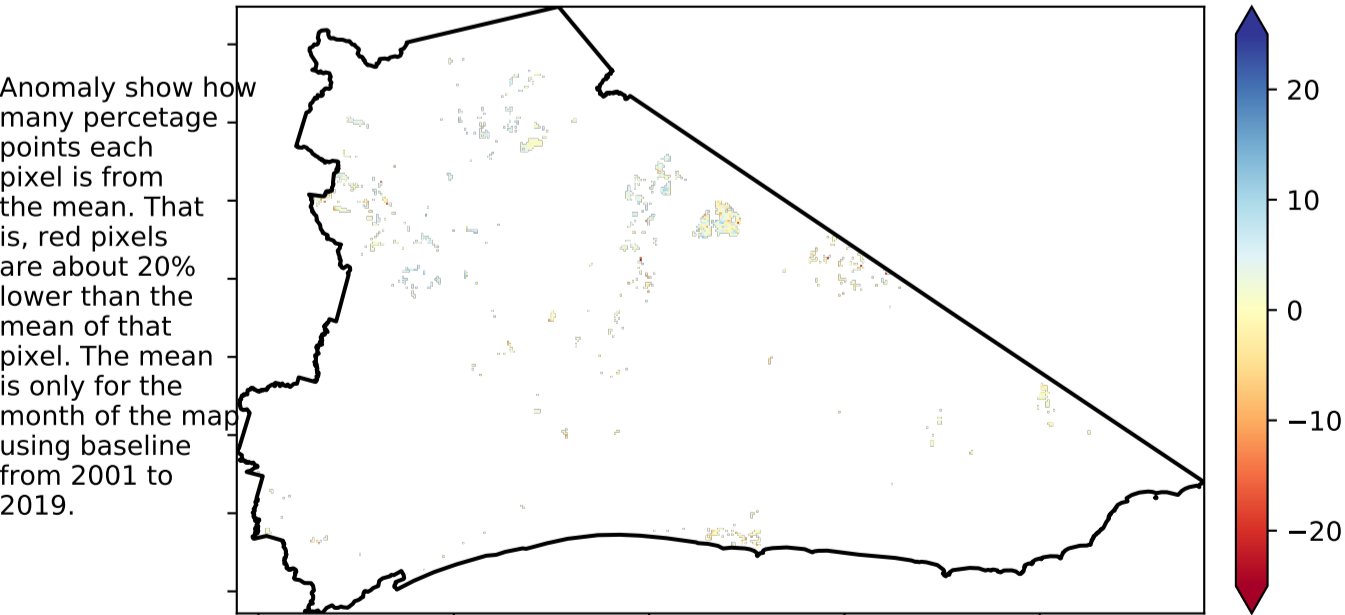 Anomaly show how
many percetage
points each
pixel is from
the mean. That
is, red pixels
are about 20%
lower than the
mean of that
pixel. The mean
is only for the
month of the map
using baseline
from 2001 to
2019.
20
10
0
−10
−20